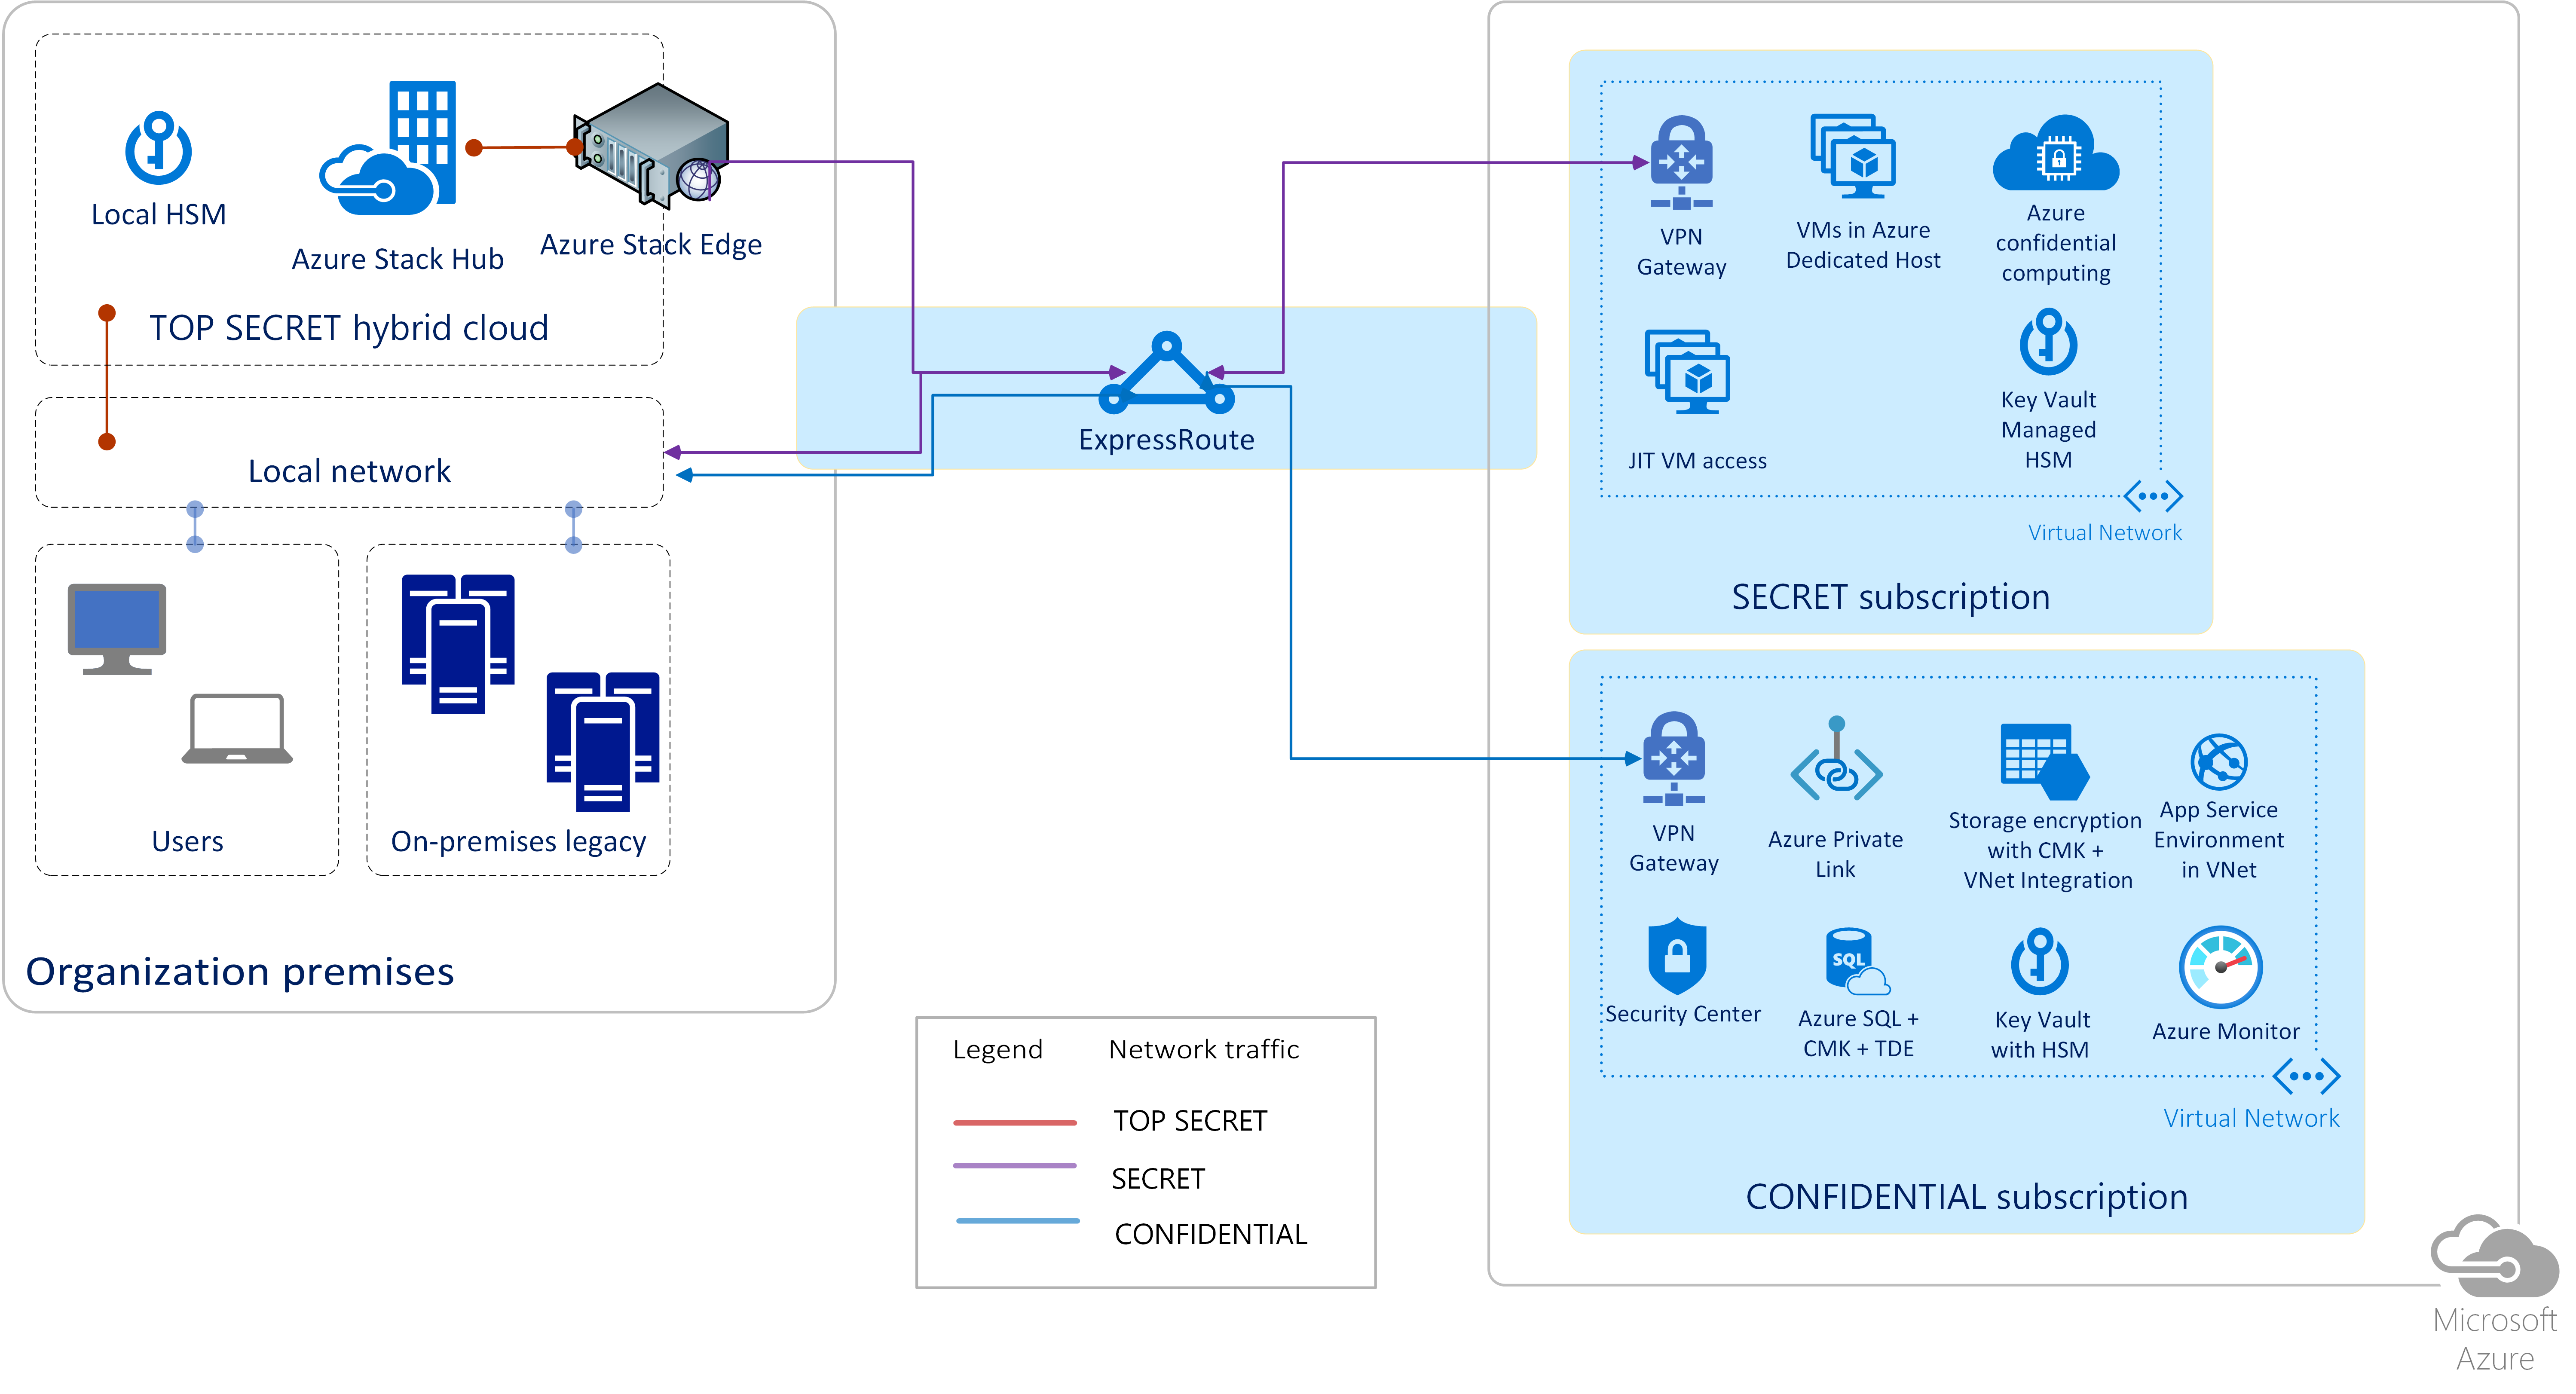 Local HSM
Azure Stack Hub
Azure Stack Edge
TOP SECRET hybrid cloud
Local network
Users
On-premises legacy
Organization premises
ExpressRoute
VPN
Gateway
VMs in Azure
Dedicated Host
Azure
confidential
computing
JIT VM access
Key Vault
Managed
HSM
Virtual Network
SECRET subscription
VPN
Gateway
Azure Private
Link
Storage encryption
with CMK +
VNet Integration
App Service
Environment
in VNet
Security Center
SQL
Azure SQL +
CMK + TDE
Key Vault
with HSM
Azure Monitor
Virtual Network
CONFIDENTIAL subscription
Legend Network traffic
TOP SECRET
SECRET
CONFIDENTIAL
Microsoft
Azure